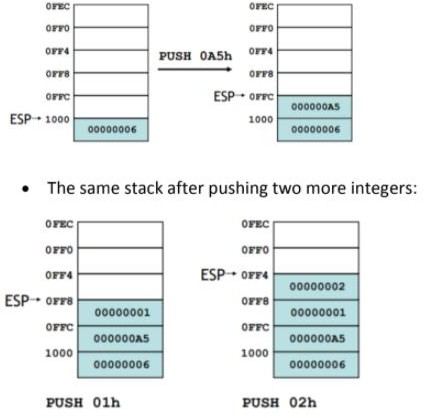 0FEC
0FF0
0FF4
0FF8
0FFC
ESP 1000
00000006
PUSH 0A5h
0FEC
0FF0
0FF4
0FF8
ESP 0FFC
000000A5
1000
00000006
• The same stack after pushing two more integers:
0FEC
0FF0
0FF4
ESP 0FF8
00000001
0FFC
000000A5
1000
00000006
PUSH 01h
0FEC
0FF0
ESP 0FF4
00000002
0FF8
00000001
0FFC
000000A5
1000
00000006
PUSH 02h